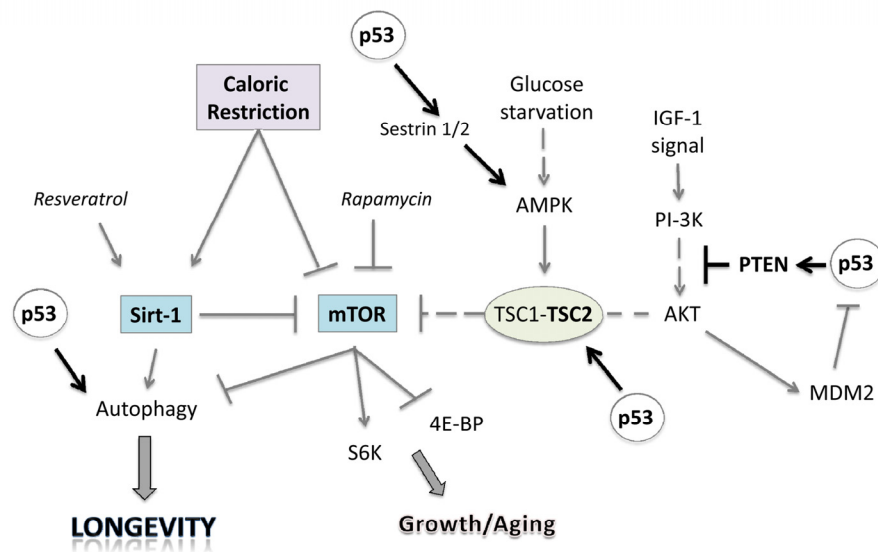 p53
Caloric
Restriction
Glucose
starvation
Sestrin 1/2
IGF-1
signal
Resveratrol
Rapamycin
AMPK
PI-3K
PTEN
p53
p53
Sirt-1
mTOR
TSC1-TSC2
AKT
MDM2
Autophagy
p53
4E-BP
S6K
LONGEVITY
Growth/Aging